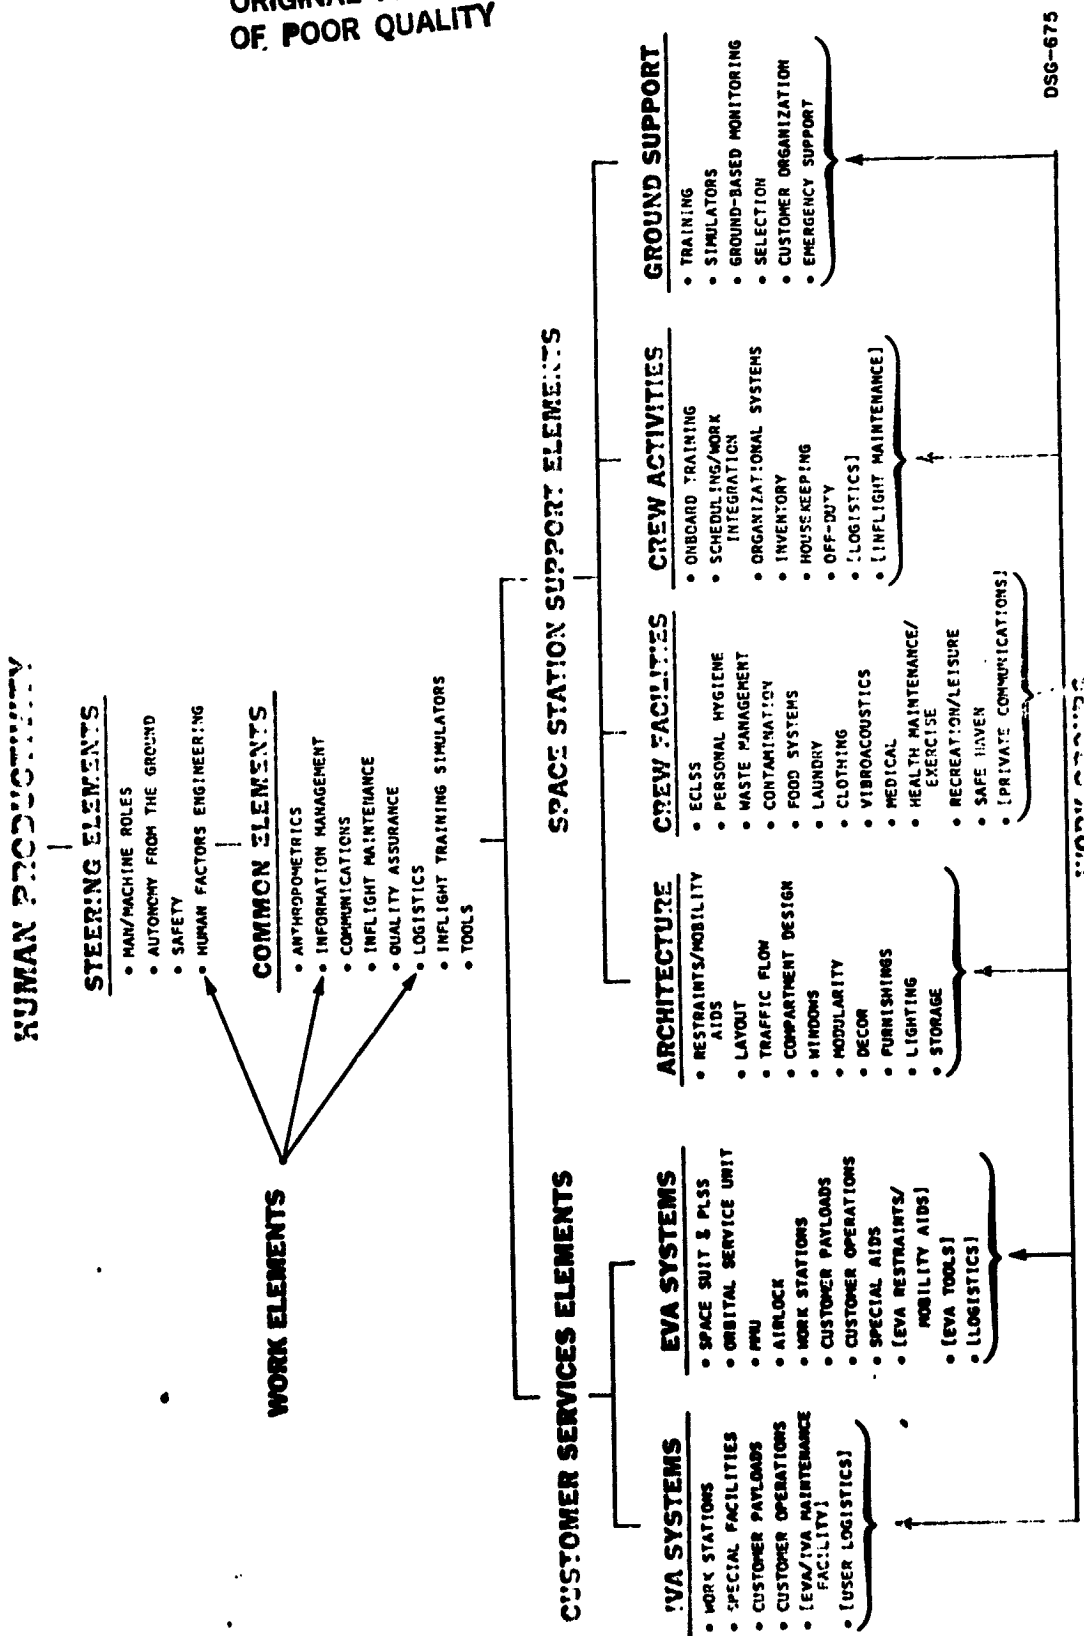 OF POOR QUALITY
HUMAN PRODUCTIVITY
STEERING ELEMENTS
• MAN/MACHINE ROLES
• AUTONOMY FROM THE GROUND
• SAFETY
• HUMAN FACTORS ENGINEERING
WORK ELEMENTS
COMMON ELEMENTS
• ANTHROPOMETRICS
• INFORMATION MANAGEMENT
• COMMUNICATIONS
• INFLIGHT MAINTENANCE
• QUALITY ASSURANCE
• LOGISTICS
• INFLIGHT TRAINING SIMULATORS
• TOOLS
CUSTOMER SERVICES ELEMENTS
IVA SYSTEMS
• WORK STATIONS
• SPECIAL FACILITIES
• CUSTOMER PAYLOADS
• CUSTOMER OPERATIONS
• [EVA/IVA MAINTENANCE
FACILITY]
• [USER LOGISTICS]
EVA SYSTEMS
• SPACE SUIT & PLSS
• ORBITAL SERVICE UNIT
• MMU
• AIRLOCK
• WORK STATIONS
• CUSTOMER PAYLOADS
• CUSTOMER OPERATIONS
• SPECIAL AIDS
• [EVA RESTRAINTS/
MOBILITY AIDS]
• [EVA TOOLS]
• [LOGISTICS]
SPACE STATION SUPPORT ELEMENTS
ARCHITECTURE
• RESTRAINTS/MOBILITY
AIDS
• LAYOUT
• TRAFFIC FLOW
• COMPARTMENT DESIGN
• WINDOWS
• MODULARITY
• DECOR
• FURNISHINGS
• LIGHTING
• STORAGE
CREW FACILITIES
• ECLSS
• PERSONAL HYGIENE
• WASTE MANAGEMENT
• CONTAMINATION
• FOOD SYSTEMS
• LAUNDRY
• CLOTHING
• VIBROACOUSTICS
• MEDICAL
• HEALTH MAINTENANCE/
EXERCISE
• RECREATION/LEISURE
• SAFE HAVEN
• [PRIVATE COMMUNICATIONS]
CREW ACTIVITIES
• ONBOARD TRAINING
• SCHEDULING/WORK
INTEGRATION
• ORGANIZATIONAL SYSTEMS
• INVENTORY
• HOUSEKEEPING
• OFF-DUTY
• [LOGISTICS]
• [INFLIGHT MAINTENANCE]
GROUND SUPPORT
• TRAINING
• SIMULATORS
• GROUND-BASED MONITORING
• SELECTION
• CUSTOMER ORGANIZATION
• EMERGENCY SUPPORT
DSG-675